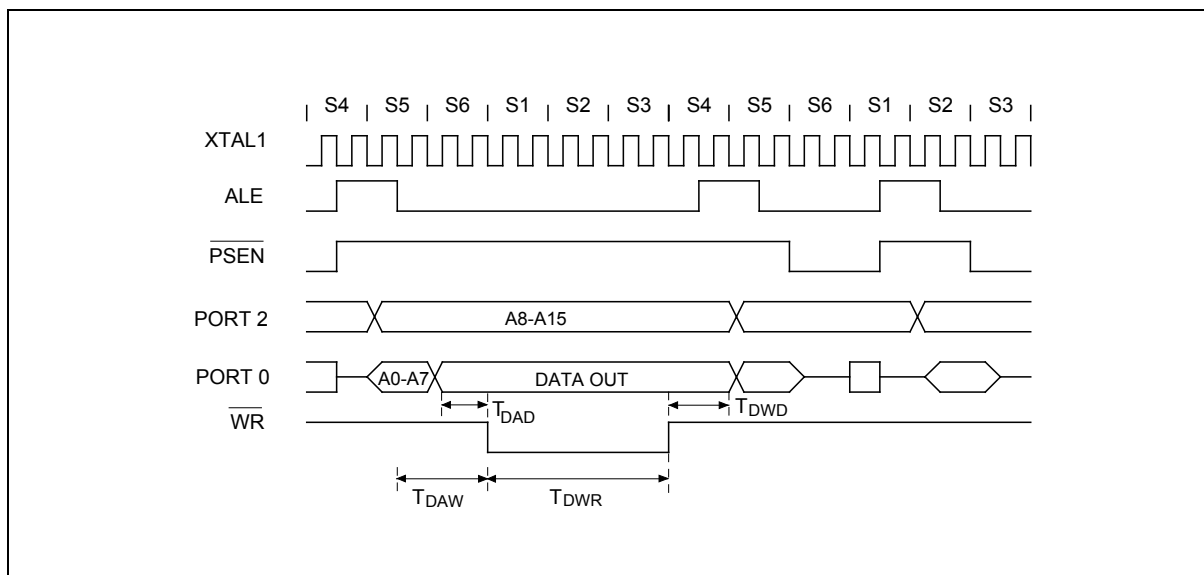 S4 S5 S6 S1 S2 S3 S4 S5 S6 S1 S2 S3
XTAL1
ALE
PSEN
PORT 2 A8-A15
PORT 0 A0-A7 DATA OUT
TDAD TDWD
WR
TDAW TDWR